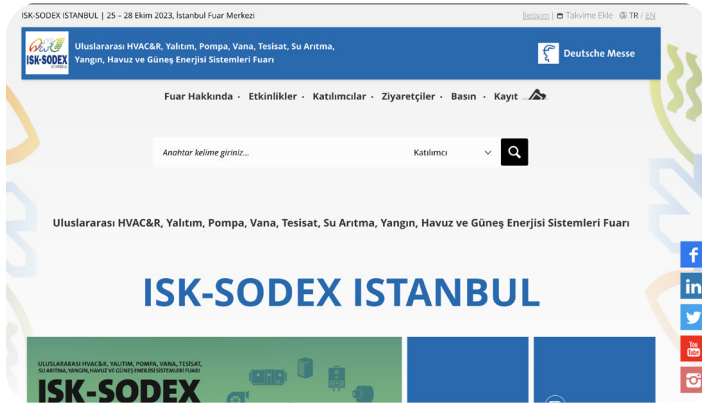 ISK-SODEX ISTANBUL | 25 – 28 Ekim 2023, İstanbul Fuar Merkezi
İletişim | Takvime Ekle TR / EN
ISK-SODEX
Uluslararası HVAC&R, Yalıtım, Pompa, Vana, Tesisat, Su Arıtma,
Yangın, Havuz ve Güneş Enerjisi Sistemleri Fuarı
Deutsche Messe
Fuar Hakkında · Etkinlikler · Katılımcılar · Ziyaretçiler · Basın · Kayıt
Anahtar kelime giriniz...
Katılımcı
Uluslararası HVAC&R, Yalıtım, Pompa, Vana, Tesisat, Su Arıtma, Yangın, Havuz ve Güneş Enerjisi Sistemleri Fuarı
ISK-SODEX ISTANBUL
ULUSLARARASI HVAC&R, YALITIM, POMPA, VANA, TESİSAT,
SU ARITMA, YANGIN, HAVUZ VE GÜNEŞ ENERJİSİ SİSTEMLERİ FUARI
ISK-SODEX
f
in
You
Tube